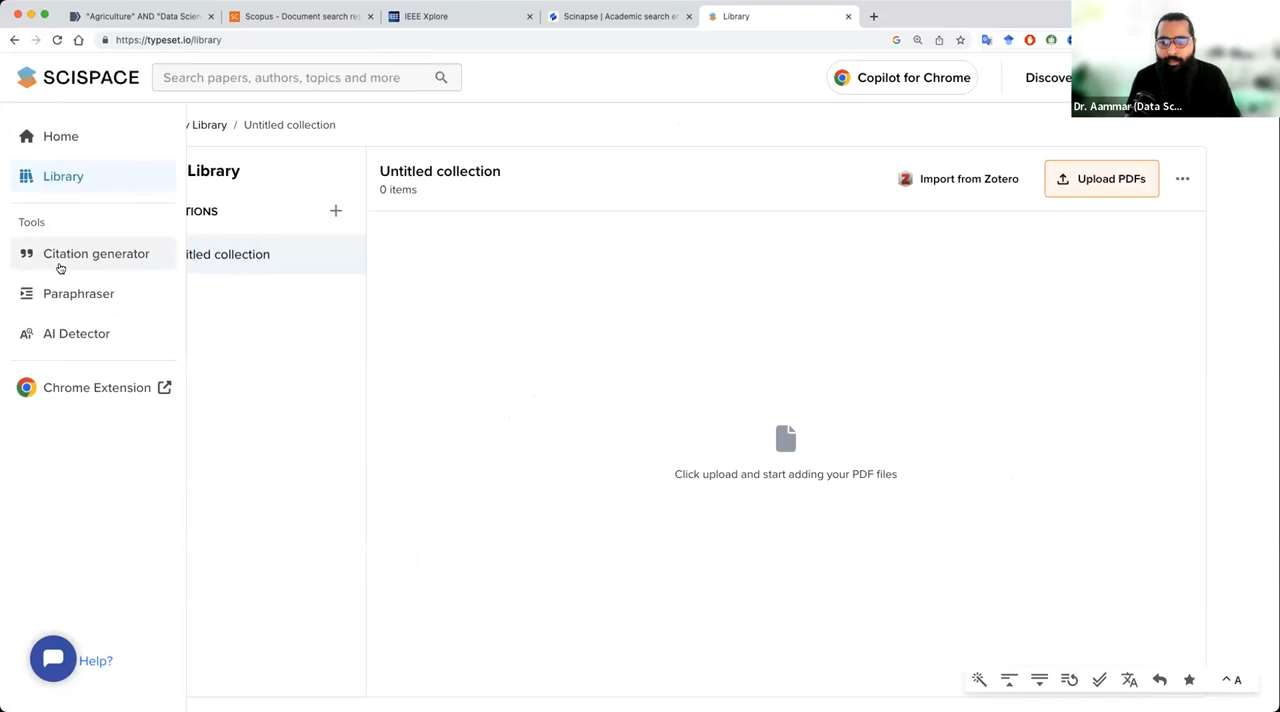 "Agriculture" AND "Data Scien
Scopus - Document search res
IEEE Xplore
Scinapse | Academic search en
Library
https://typeset.io/library
SCISPACE
Search papers, authors, topics and more
Copilot for Chrome
Discove
Dr. Aammar (Data Sc...
Home
Library
Tools
Citation generator
Paraphraser
AI Detector
Chrome Extension
Help?
y Library / Untitled collection
Library
TIONS
titled collection
Untitled collection
0 items
Import from Zotero
Upload PDFs
Click upload and start adding your PDF files
A